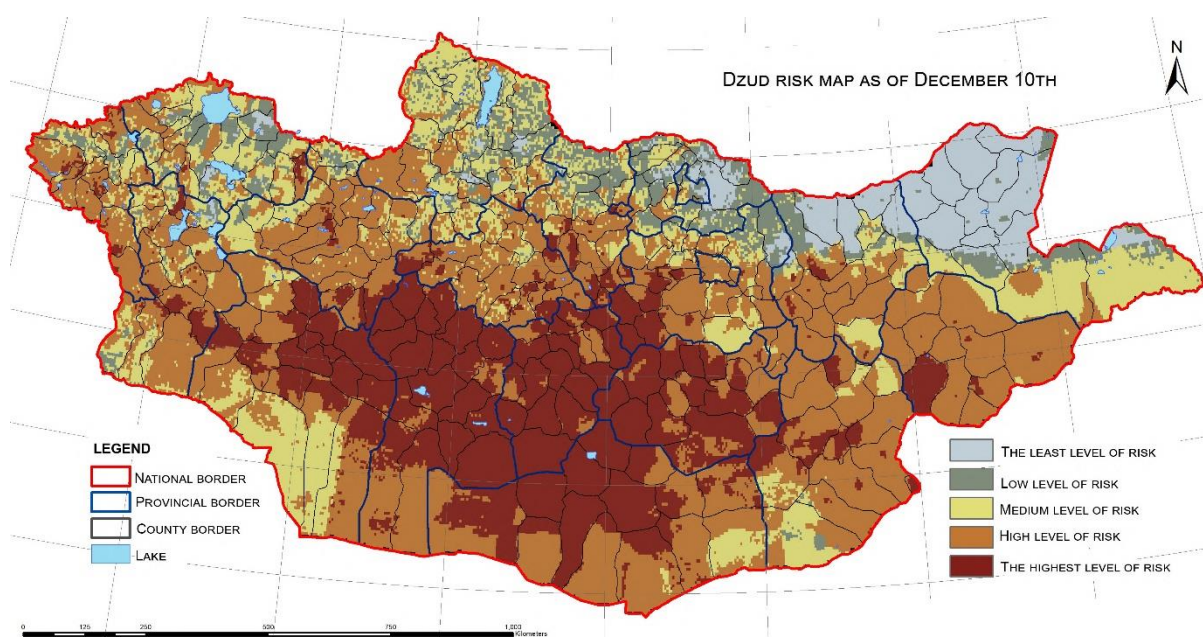 N
DZUD RISK MAP AS OF DECEMBER 10TH
LEGEND
NATIONAL BORDER
PROVINCIAL BORDER
COUNTY BORDER
LAKE
THE LEAST LEVEL OF RISK
LOW LEVEL OF RISK
MEDIUM LEVEL OF RISK
HIGH LEVEL OF RISK
THE HIGHEST LEVEL OF RISK
0 125 250 500 750 1,000
Kilometers